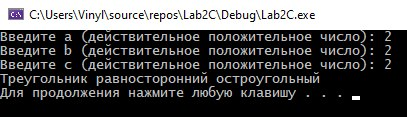 C:\Users\Vinyl\source\repos\Lab2C\Debug\Lab2C.exe
Введите a (действительное положительное число): 2
Введите b (действительное положительное число): 2
Введите c (действительное положительное число): 2
Треугольник равносторонний остроугольный
Для продолжения нажмите любую клавишу . . .